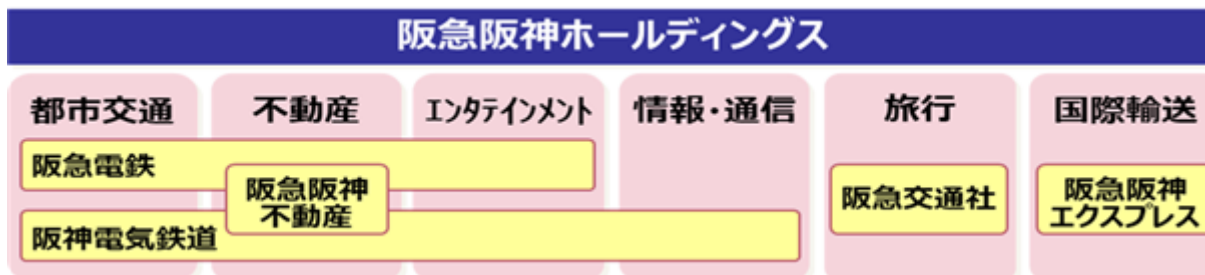 阪急阪神ホールディングス
都市交通
不動産
エンタテインメント
情報・通信
旅行
国際輸送
阪急電鉄
阪急阪神
不動産
阪神電気鉄道
阪急交通社
阪急阪神
エクスプレス